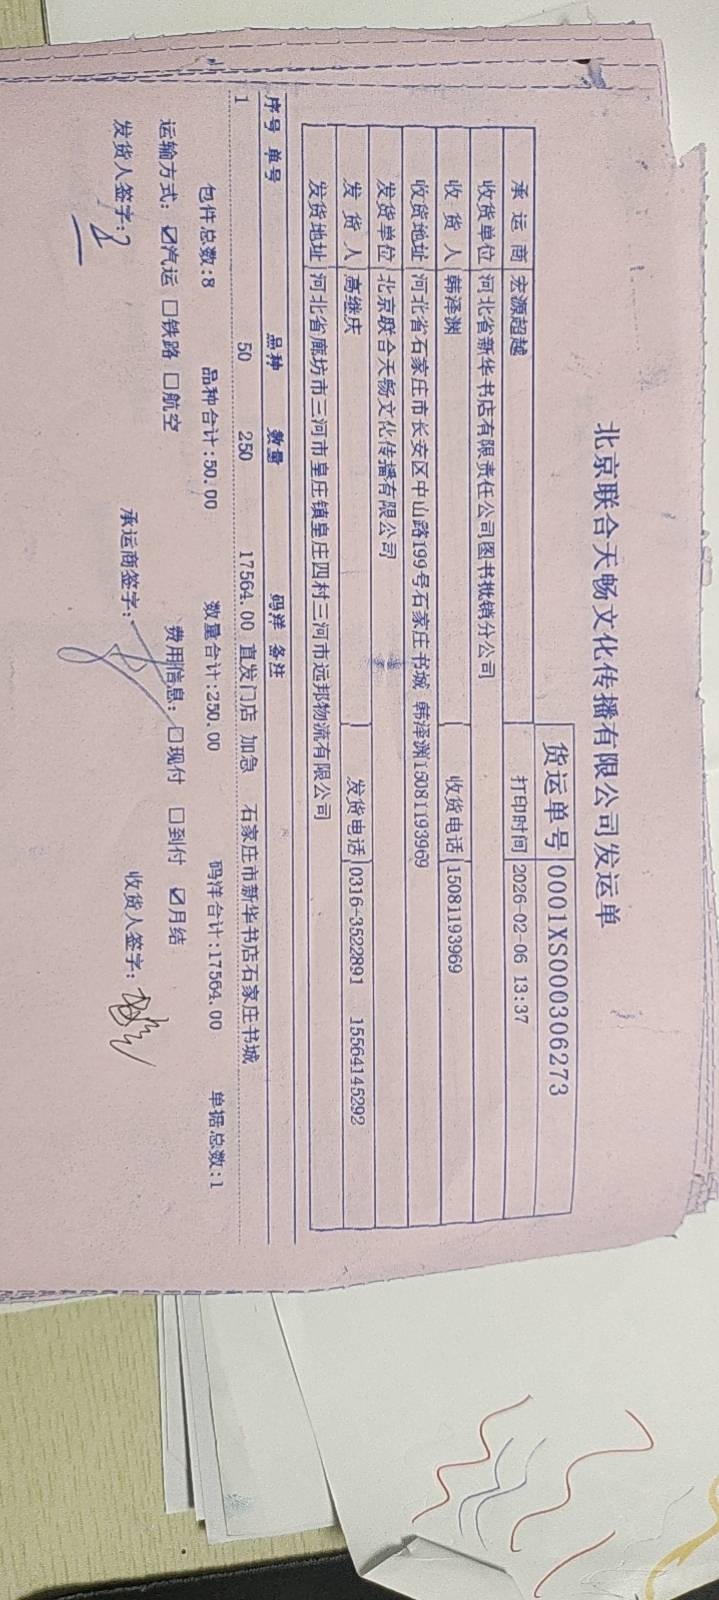 北京联合天畅文化传播有限公司发运单
货运单号 0001XS000306273
承运商 宏源超越 打印时间 2026-02-06 13:37
收货单位 河北省新华书店有限责任公司图书批销分公司
收货人 韩泽渊 收货电话 15081193969
收货地址 河北省石家庄市长安区中山路199号石家庄书城 韩泽渊15081193969
发货单位 北京联合天畅文化传播有限公司
发货人 高继庆 发货电话 0316-3522891 15564145292
发货地址 河北省廊坊市三河市皇庄镇皇庄四村三河市远邦物流有限公司
序号 单号 品种 数量 码洋 备注
1 50 250 17564.00 直发门店 加急 石家庄市新华书店石家庄书城
包件总数:8 品种合计:50.00 数量合计:250.00 码洋合计:17564.00 单据总数:1
运输方式: ☑汽运 □铁路 □航空 费用信息: □现付 □到付 ☑月结
发货人签字: 承运商签字: 收货人签字: